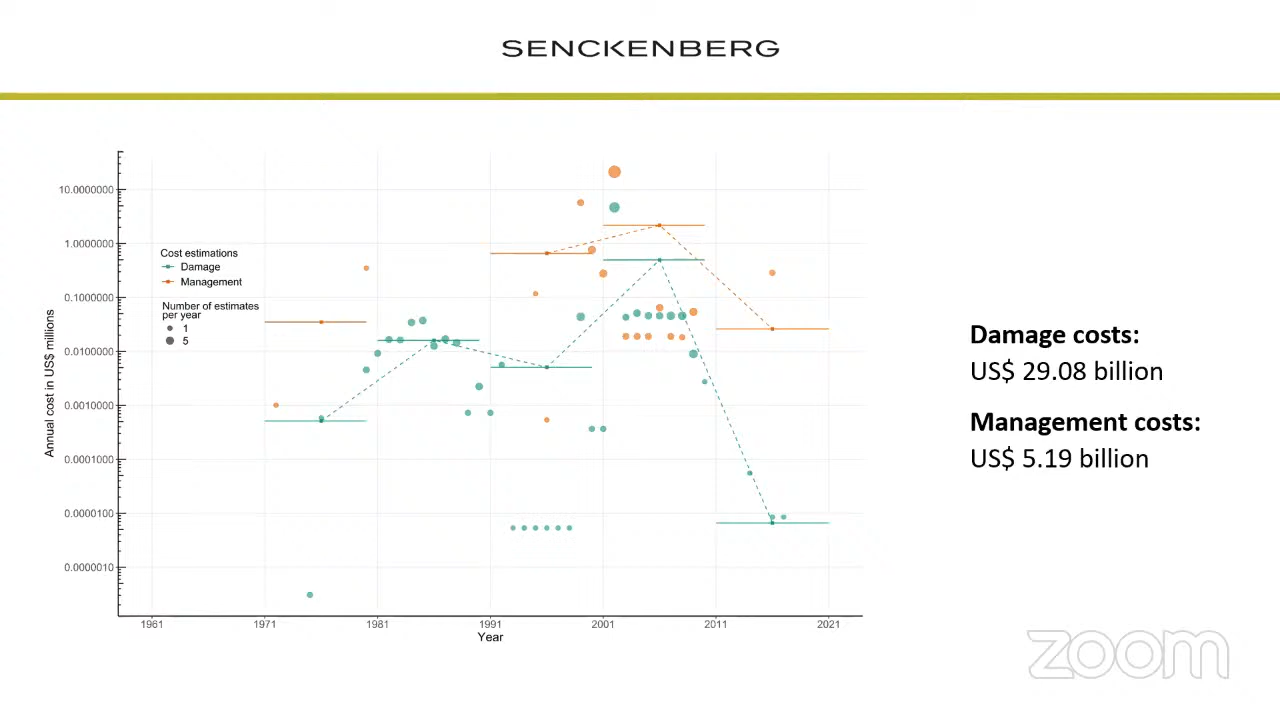 SENCKENBERG
10.0000000
1.0000000
0.1000000
0.0100000
0.0010000
0.0001000
0.0000100
0.0000010
Annual cost in US$ millions
Cost estimations
Damage
Management
Number of estimates
per year
1
5
1961
1971
1981
1991
2001
2011
2021
Year
Damage costs:
US$ 29.08 billion
Management costs:
US$ 5.19 billion
zoom